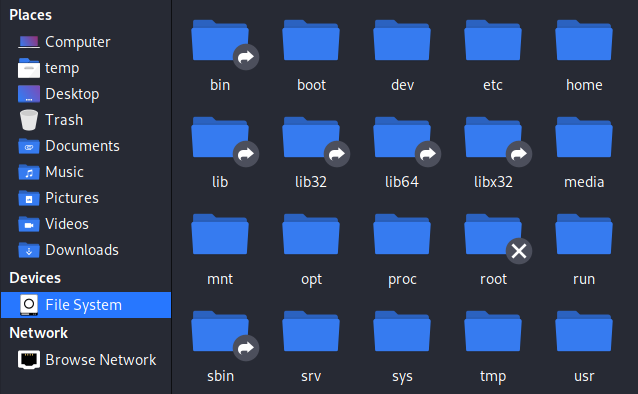 Places
Computer
temp
Desktop
Trash
Documents
Music
Pictures
Videos
Downloads
Devices
File System
Network
Browse Network
bin boot dev etc home
lib lib32 lib64 libx32 media
mnt opt proc root run
sbin srv sys tmp usr